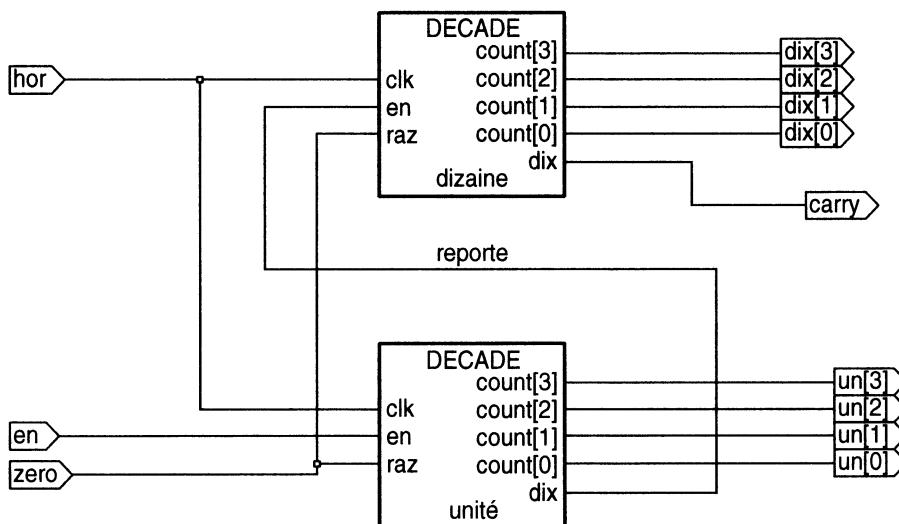 DECADE
count[3]
dix[3]
hor
clk
count[2]
dix[2]
en
count[1]
dix[1]
raz
count[0]
dix[0]
dix
dizaine
carry
reporte
DECADE
count[3]
un[3]
clk
count[2]
un[2]
en
en
count[1]
un[1]
zero
raz
count[0]
un[0]
dix
unité